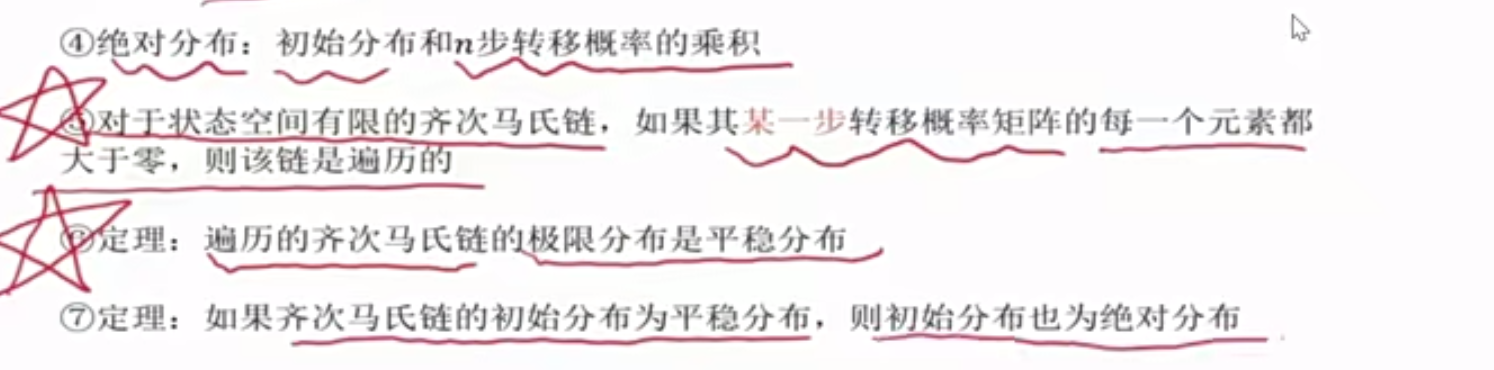 ④绝对分布：初始分布和n步转移概率的乘积
⑤对于状态空间有限的齐次马氏链，如果其某一步转移概率矩阵的每一个元素都
大于零，则该链是遍历的
⑥定理：遍历的齐次马氏链的极限分布是平稳分布
⑦定理：如果齐次马氏链的初始分布为平稳分布，则初始分布也为绝对分布